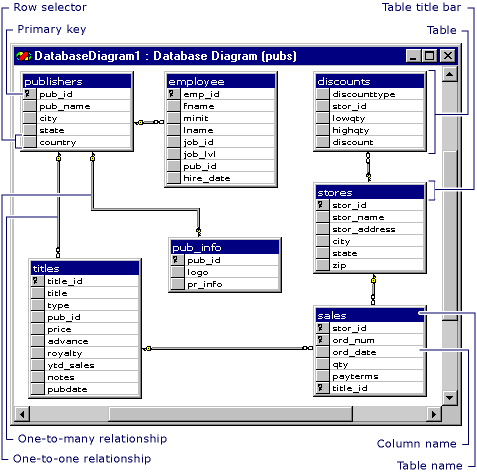 Row selector
Table title bar
Primary key
Table
DatabaseDiagram1 : Database Diagram (pubs)
publishers
pub_id
pub_name
city
state
country
employee
emp_id
fname
minit
lname
job_id
job_lvl
pub_id
hire_date
discounts
discounttype
stor_id
lowqty
highqty
discount
stores
stor_id
stor_name
stor_address
city
state
zip
pub_info
pub_id
logo
pr_info
titles
title_id
title
type
pub_id
price
advance
royalty
ytd_sales
notes
pubdate
sales
stor_id
ord_num
ord_date
qty
payterms
title_id
One-to-many relationship
One-to-one relationship
Column name
Table name